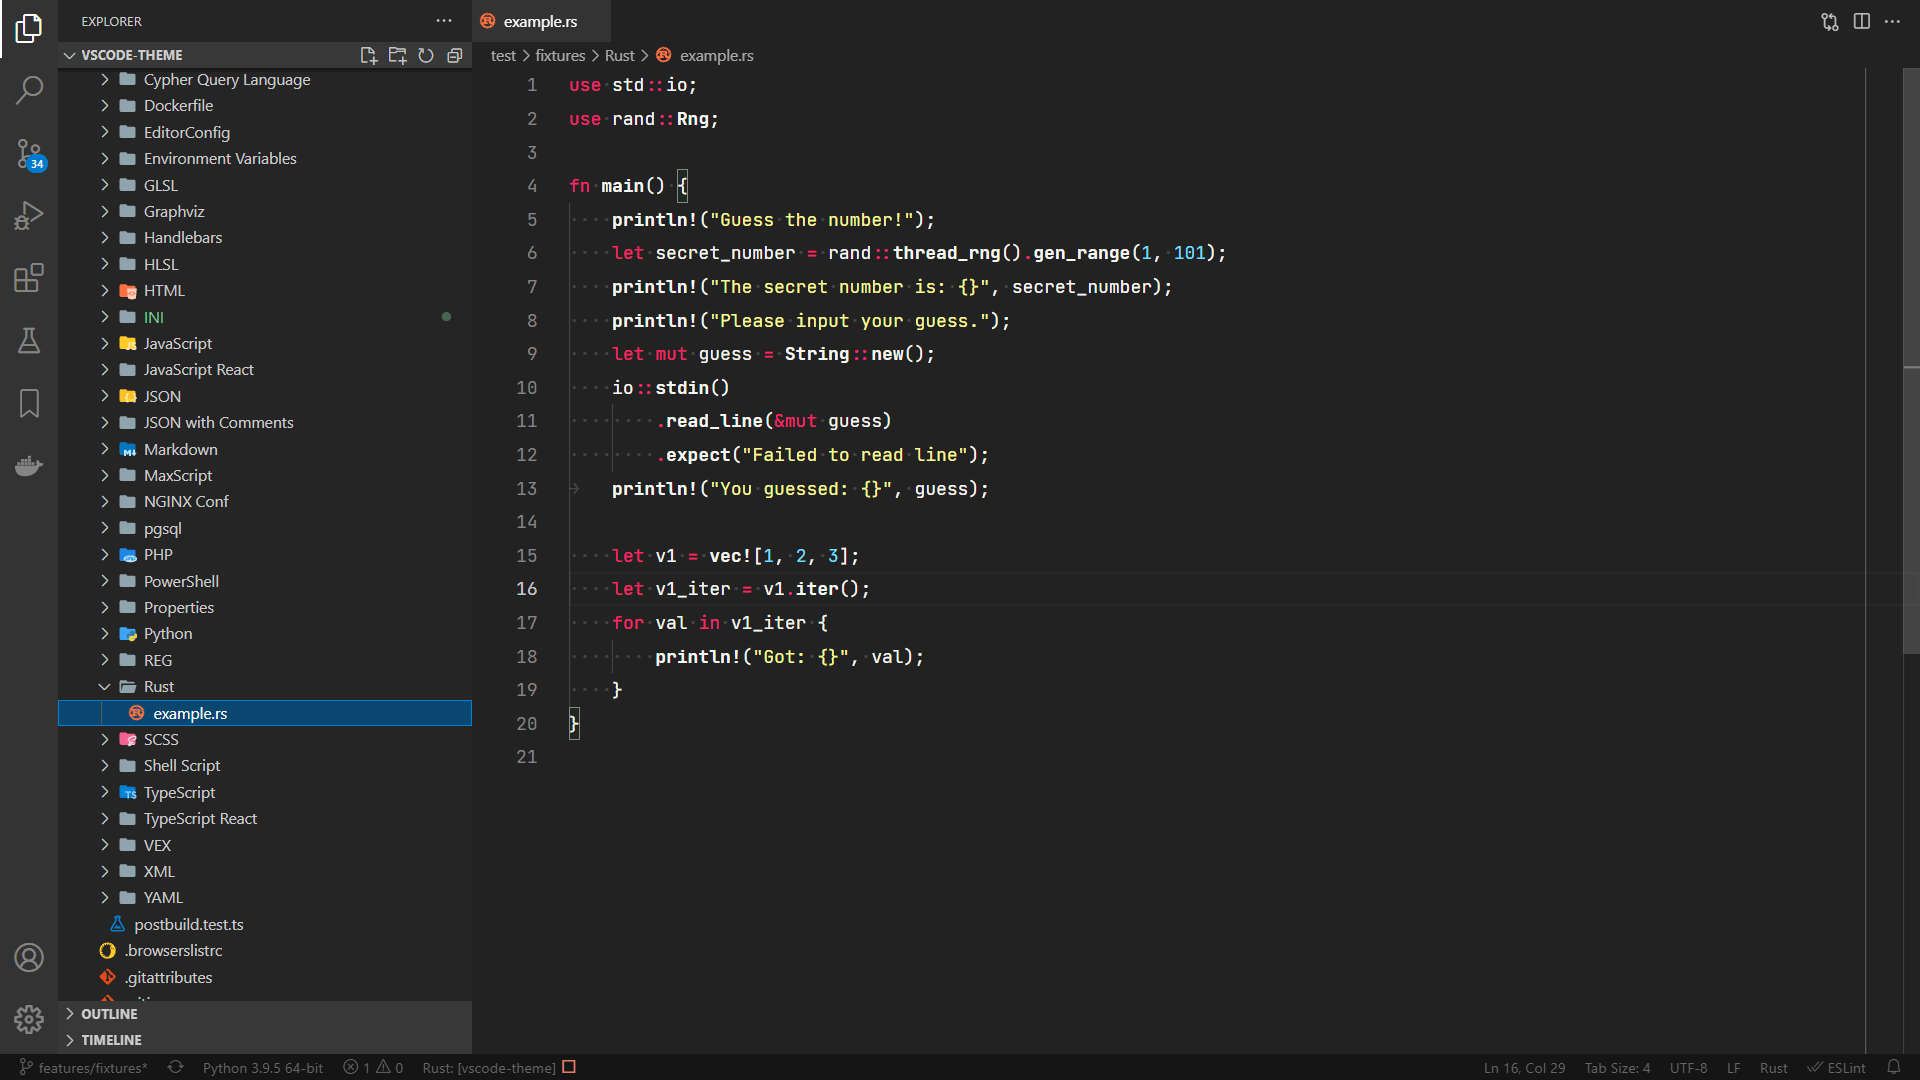 EXPLORER
VSCODE-THEME
Cypher Query Language
Dockerfile
EditorConfig
Environment Variables
GLSL
Graphviz
Handlebars
HLSL
HTML
INI
JavaScript
JavaScript React
JSON
JSON with Comments
Markdown
MaxScript
NGINX Conf
pgsql
PHP
PowerShell
Properties
Python
REG
Rust
example.rs
SCSS
Shell Script
TypeScript
TypeScript React
VEX
XML
YAML
postbuild.test.ts
.browserslistrc
.gitattributes
OUTLINE
TIMELINE
34
example.rs
test > fixtures > Rust > example.rs
1 use std::io;
2 use rand::Rng;
3
4 fn main() {
5     println!("Guess the number!");
6     let secret_number = rand::thread_rng().gen_range(1, 101);
7     println!("The secret number is: {}", secret_number);
8     println!("Please input your guess.");
9     let mut guess = String::new();
10     io::stdin()
11         .read_line(&mut guess)
12         .expect("Failed to read line");
13     println!("You guessed: {}", guess);
14
15     let v1 = vec![1, 2, 3];
16     let v1_iter = v1.iter();
17     for val in v1_iter {
18         println!("Got: {}", val);
19     }
20 }
21
features/fixtures* Python 3.9.5 64-bit 1 0 Rust: [vscode-theme] Ln 16, Col 29 Tab Size: 4 UTF-8 LF Rust ESLint